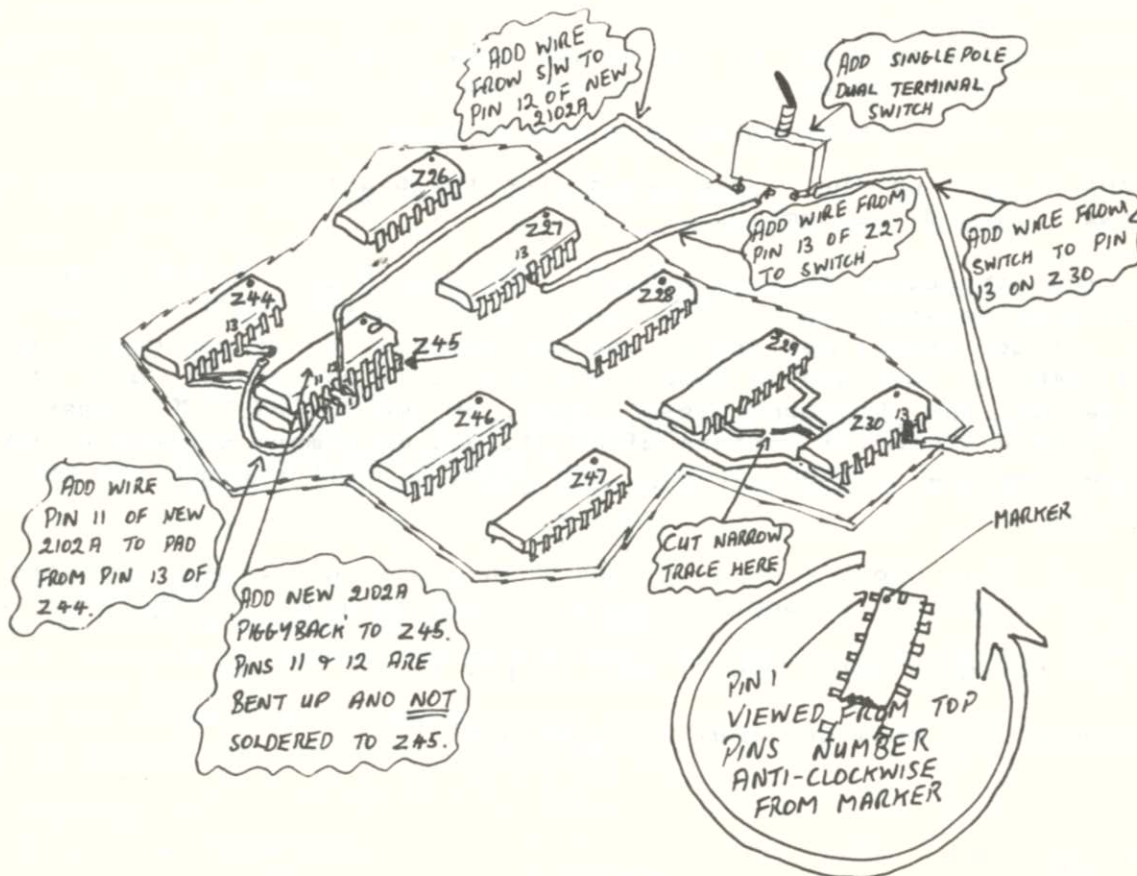 ADD WIRE
FROM S/W TO
PIN 12 OF NEW
2102A
ADD SINGLE POLE
DUAL TERMINAL
SWITCH
Z26
Z27
13
ADD WIRE FROM
PIN 13 OF Z27
TO SWITCH
ADD WIRE FROM
SWITCH TO PIN
13 ON Z30
Z44
13
Z45
11
12
Z28
Z29
Z30
13
Z46
Z47
ADD WIRE
PIN 11 OF NEW
2102A TO PAD
FROM PIN 13 OF
Z44.
ADD NEW 2102A
'PIGGYBACK' TO Z45.
PINS 11 & 12 ARE
BENT UP AND NOT
SOLDERED TO Z45.
CUT NARROW
TRACE HERE
MARKER
PIN 1
VIEWED FROM TOP
PINS NUMBER
ANTI-CLOCKWISE
FROM MARKER